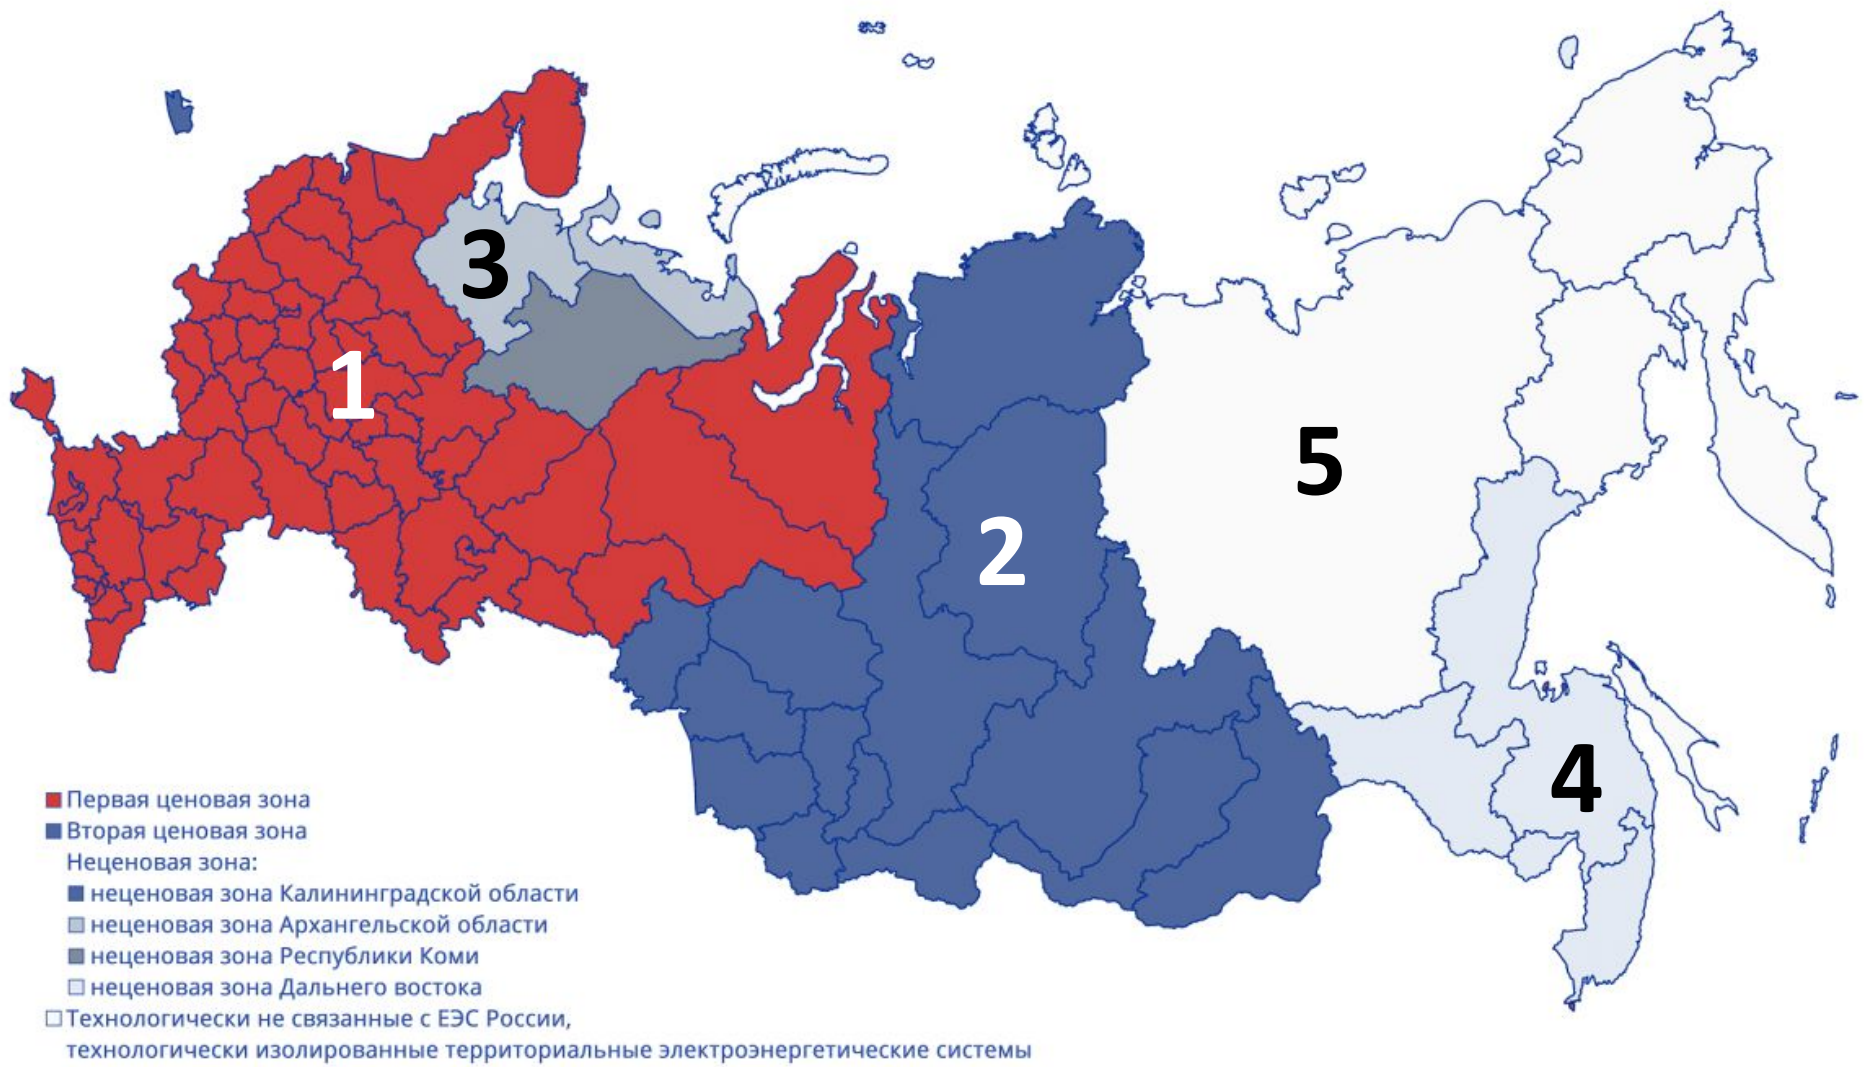 3
1
5
2
4
Первая ценовая зона
Вторая ценовая зона
Неценовая зона:
неценовая зона Калининградской области
неценовая зона Архангельской области
неценовая зона Республики Коми
неценовая зона Дальнего востока
Технологически не связанные с ЕЭС России,
технологически изолированные территориальные электроэнергетические системы